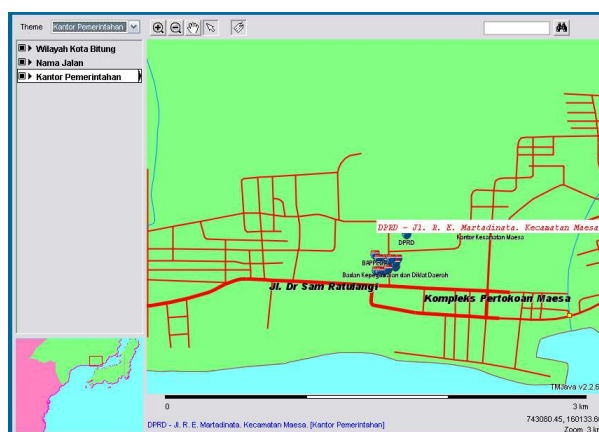 Theme Kantor Pemerintahan
Wilayah Kota Bitung
Nama Jalan
Kantor Pemerintahan
DPRD - Jl. R. E. Martadinata. Kecamatan Maesa
DPRD
Kantor Kecamatan Maesa
BAPPEDA
Badan Kepegawaian dan Diklat Daerah
Jl. Dr Sam Ratulangi
Kompleks Pertokoan Maesa
TMJava v2.2.6
0
3 km
DPRD - Jl. R. E. Martadinata. Kecamatan Maesa. [Kantor Pemerintahan]
743080.45, 160133.60
Zoom 3 km